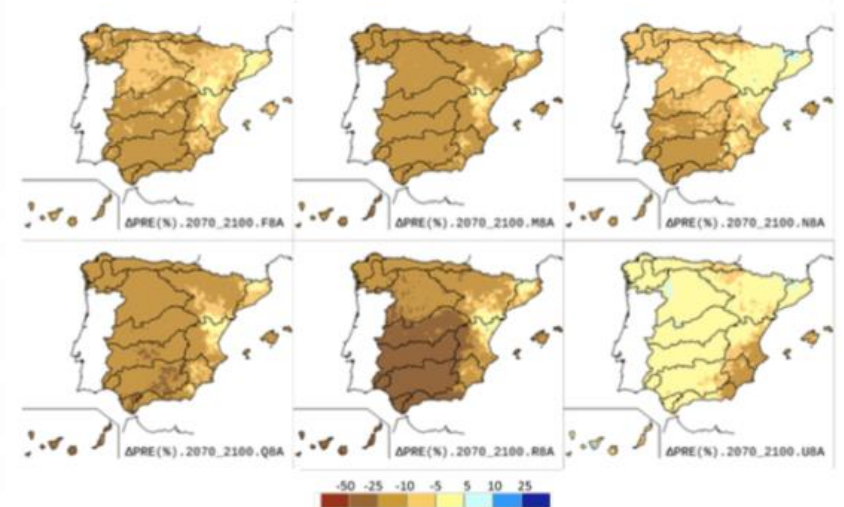 ΔPRE(%).2070_2100.F8A
ΔPRE(%).2070_2100.M8A
ΔPRE(%).2070_2100.N8A
ΔPRE(%).2070_2100.Q8A
ΔPRE(%).2070_2100.R8A
ΔPRE(%).2070_2100.U8A
-50 -25 -10 -5 5 10 25